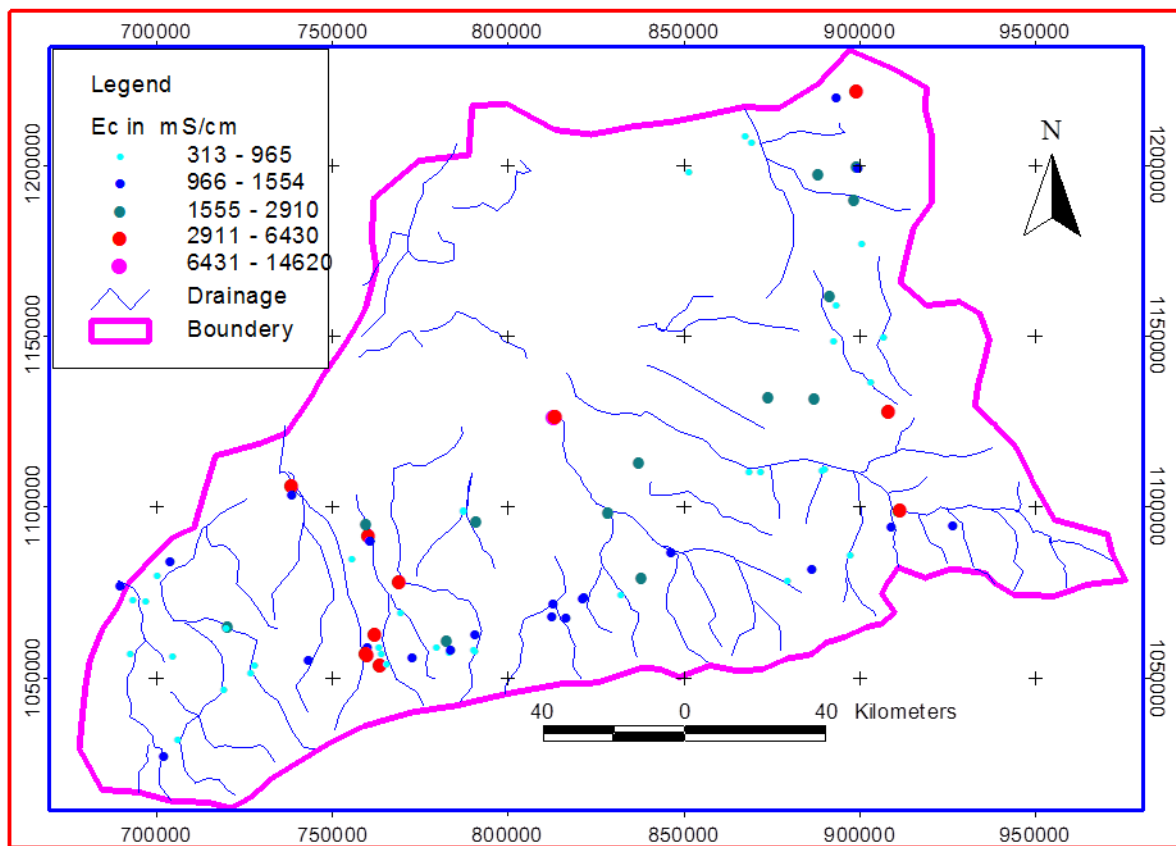 700000 750000 800000 850000 900000 950000
Legend
Ec in mS/cm
313 - 965
966 - 1554
1555 - 2910
2911 - 6430
6431 - 14620
Drainage
Boundery
N
1200000 1200000
1150000 1150000
1100000 1100000
1050000 1050000
40 0 40 Kilometers
700000 750000 800000 850000 900000 950000